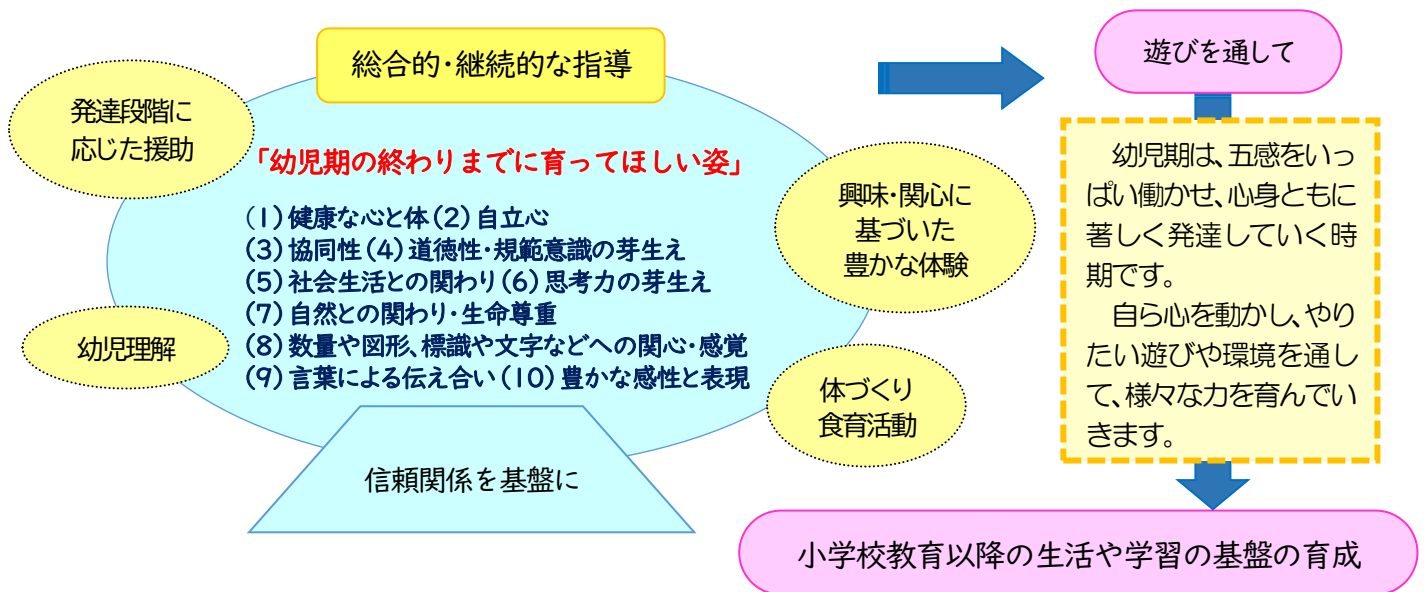 総合的・継続的な指導
発達段階に
応じた援助
「幼児期の終わりまでに育ってほしい姿」
(1)健康な心と体(2)自立心
(3)協同性(4)道徳性・規範意識の芽生え
(5)社会生活との関わり(6)思考力の芽生え
(7)自然との関わり・生命尊重
(8)数量や図形、標識や文字などへの関心・感覚
(9)言葉による伝え合い(10)豊かな感性と表現
幼児理解
興味・関心に
基づいた
豊かな体験
体づくり
食育活動
信頼関係を基盤に
遊びを通して
幼児期は、五感をいっ
ぱい働かせ、心身ともに
著しく発達していく時
期です。
自ら心を動かし、やり
たい遊びや環境を通し
て、様々な力を育んでい
きます。
小学校教育以降の生活や学習の基盤の育成